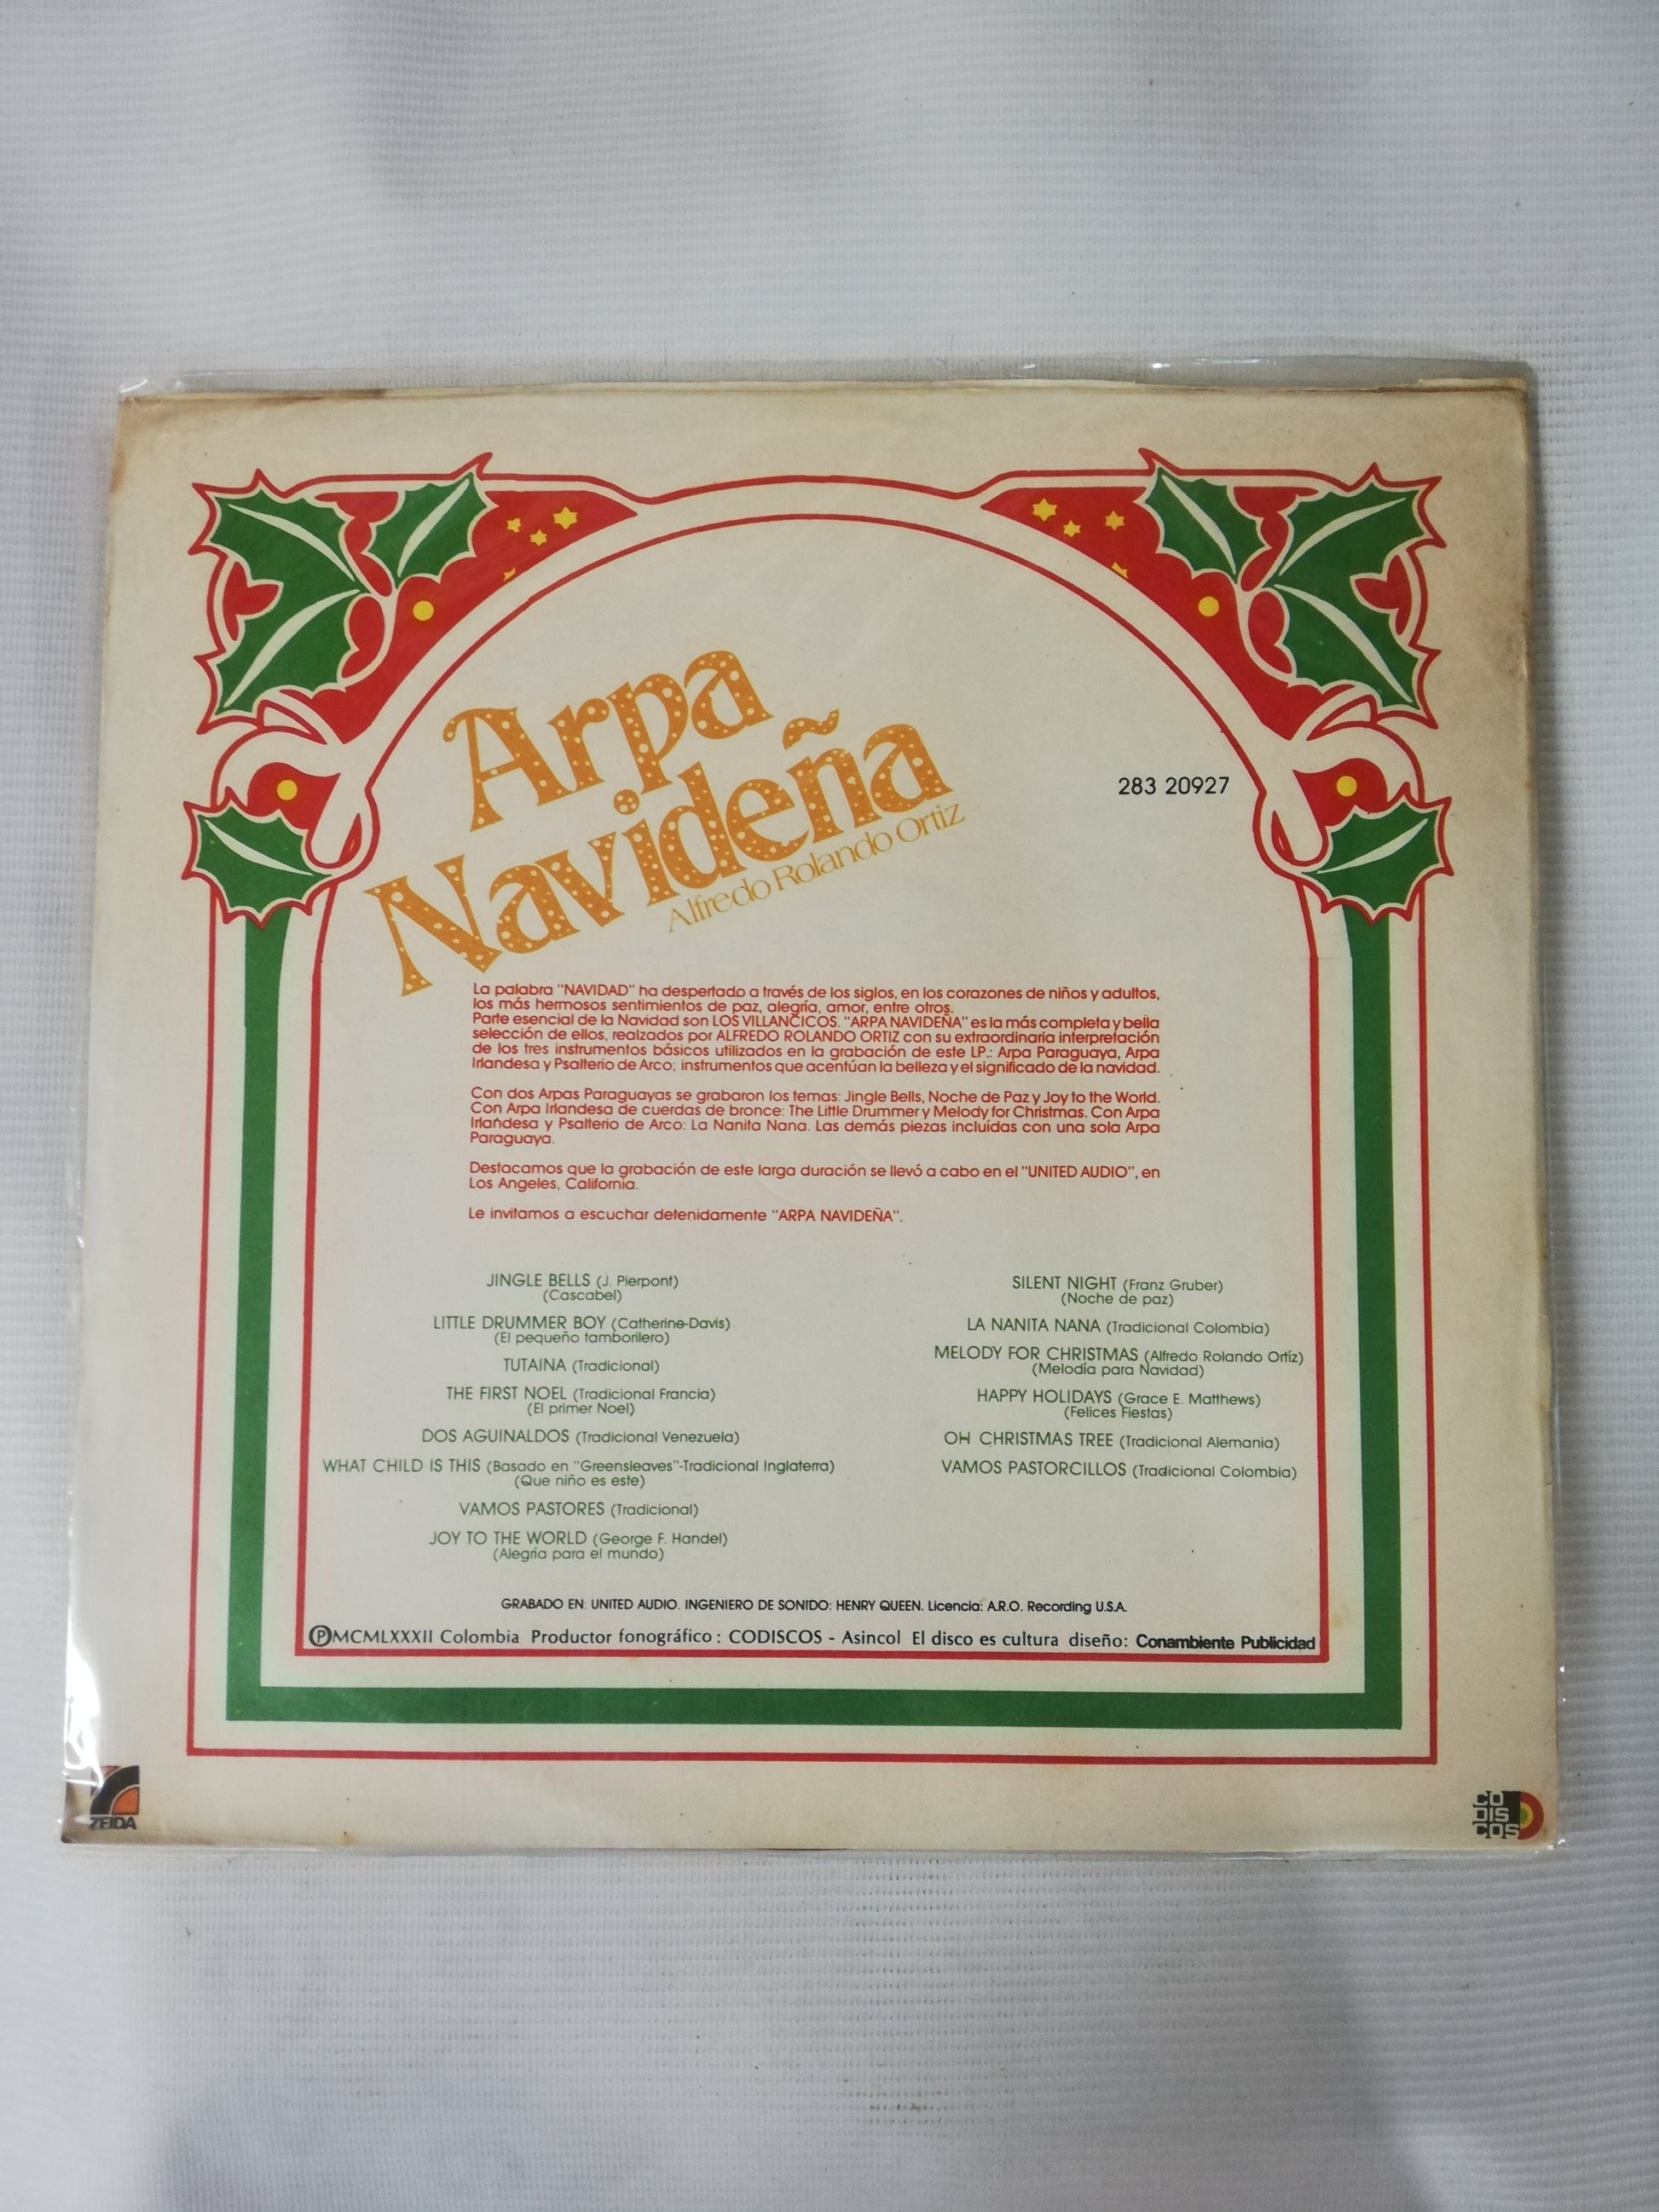 Arpa
Navideña
Alfredo Rolando Ortiz
283 20927
La palabra "NAVIDAD" ha despertado a través de los siglos, en los corazones de niños y adultos,
los más hermosos sentimientos de paz, alegría, amor, entre otros.
Parte esencial de la Navidad son LOS VILLANCICOS. "ARPA NAVIDEÑA" es la más completa y bella
selección de ellos, realzados por ALFREDO ROLANDO ORTIZ con su extraordinaria interpretación
de los tres instrumentos básicos utilizados en la grabación de este LP.: Arpa Paraguaya, Arpa
Irlandesa y Psalterio de Arco; instrumentos que acentúan la belleza y el significado de la navidad.
Con dos Arpas Paraguayas se grabaron los temas: Jingle Bells, Noche de Paz y Joy to the World.
Con Arpa Irlandesa de cuerdas de bronce: The Little Drummer y Melody for Christmas. Con Arpa
Irlandesa y Psalterio de Arco: La Nanita Nana. Las demás piezas incluídas con una sola Arpa
Paraguaya.
Destacamos que la grabación de este larga duración se llevó a cabo en el "UNITED AUDIO", en
Los Angeles, California.
Le invitamos a escuchar detenidamente "ARPA NAVIDEÑA".
JINGLE BELLS (J. Pierpont)
(Cascabel)
LITTLE DRUMMER BOY (Catherine-Davis)
(El pequeño tamborilero)
TUTAINA (Tradicional)
THE FIRST NOEL (Tradicional Francia)
(El primer Noel)
DOS AGUINALDOS (Tradicional Venezuela)
WHAT CHILD IS THIS (Basado en "Greensleaves"-Tradicional Inglaterra)
(Que niño es este)
VAMOS PASTORES (Tradicional)
JOY TO THE WORLD (George F. Handel)
(Alegría para el mundo)
SILENT NIGHT (Franz Gruber)
(Noche de paz)
LA NANITA NANA (Tradicional Colombia)
MELODY FOR CHRISTMAS (Alfredo Rolando Ortíz)
(Melodía para Navidad)
HAPPY HOLIDAYS (Grace E. Matthews)
(Felices Fiestas)
OH CHRISTMAS TREE (Tradicional Alemania)
VAMOS PASTORCILLOS (Tradicional Colombia)
GRABADO EN: UNITED AUDIO. INGENIERO DE SONIDO: HENRY QUEEN. Licencia: A.R.O. Recording U.S.A.
ⓅMCMLXXXII Colombia Productor fonográfico: CODISCOS - Asincol El disco es cultura diseño: Conambiente Publicidad
ZEIDA
CO
DIS
COS